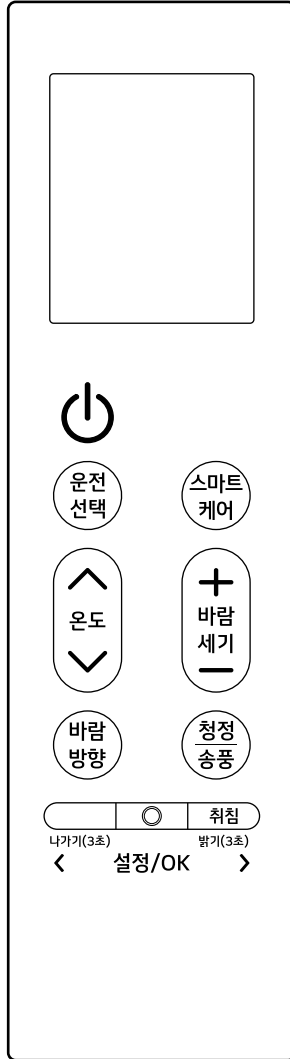 운전
선택
스마트
케어
온도
바람
세기
바람
방향
청정
송풍
취침
나가기(3초)
밝기(3초)
설정/OK